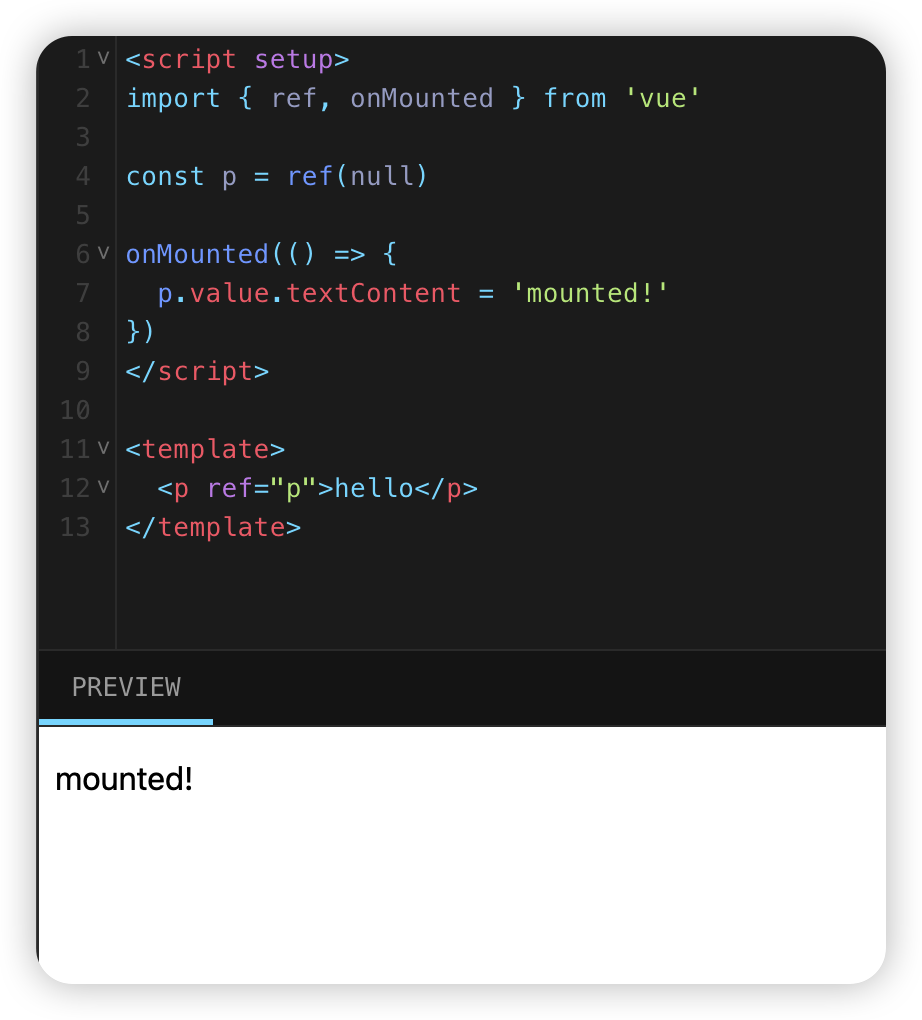 1 <script setup>
2 import { ref, onMounted } from 'vue'
3
4 const p = ref(null)
5
6 onMounted(() => {
7   p.value.textContent = 'mounted!'
8 })
9 </script>
10
11 <template>
12   <p ref="p">hello</p>
13 </template>
PREVIEW
mounted!